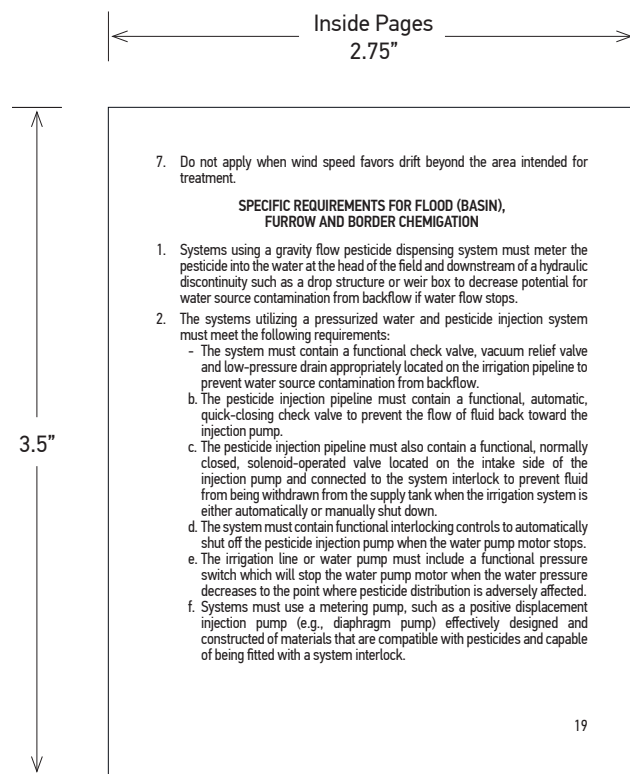 Inside Pages
2.75”
3.5”
7. Do not apply when wind speed favors drift beyond the area intended for
treatment.
SPECIFIC REQUIREMENTS FOR FLOOD (BASIN),
FURROW AND BORDER CHEMIGATION
1. Systems using a gravity flow pesticide dispensing system must meter the
pesticide into the water at the head of the field and downstream of a hydraulic
discontinuity such as a drop structure or weir box to decrease potential for
water source contamination from backflow if water flow stops.
2. The systems utilizing a pressurized water and pesticide injection system
must meet the following requirements:
- The system must contain a functional check valve, vacuum relief valve
and low-pressure drain appropriately located on the irrigation pipeline to
prevent water source contamination from backflow.
b. The pesticide injection pipeline must contain a functional, automatic,
quick-closing check valve to prevent the flow of fluid back toward the
injection pump.
c. The pesticide injection pipeline must also contain a functional, normally
closed, solenoid-operated valve located on the intake side of the
injection pump and connected to the system interlock to prevent fluid
from being withdrawn from the supply tank when the irrigation system is
either automatically or manually shut down.
d. The system must contain functional interlocking controls to automatically
shut off the pesticide injection pump when the water pump motor stops.
e. The irrigation line or water pump must include a functional pressure
switch which will stop the water pump motor when the water pressure
decreases to the point where pesticide distribution is adversely affected.
f. Systems must use a metering pump, such as a positive displacement
injection pump (e.g., diaphragm pump) effectively designed and
constructed of materials that are compatible with pesticides and capable
of being fitted with a system interlock.
19